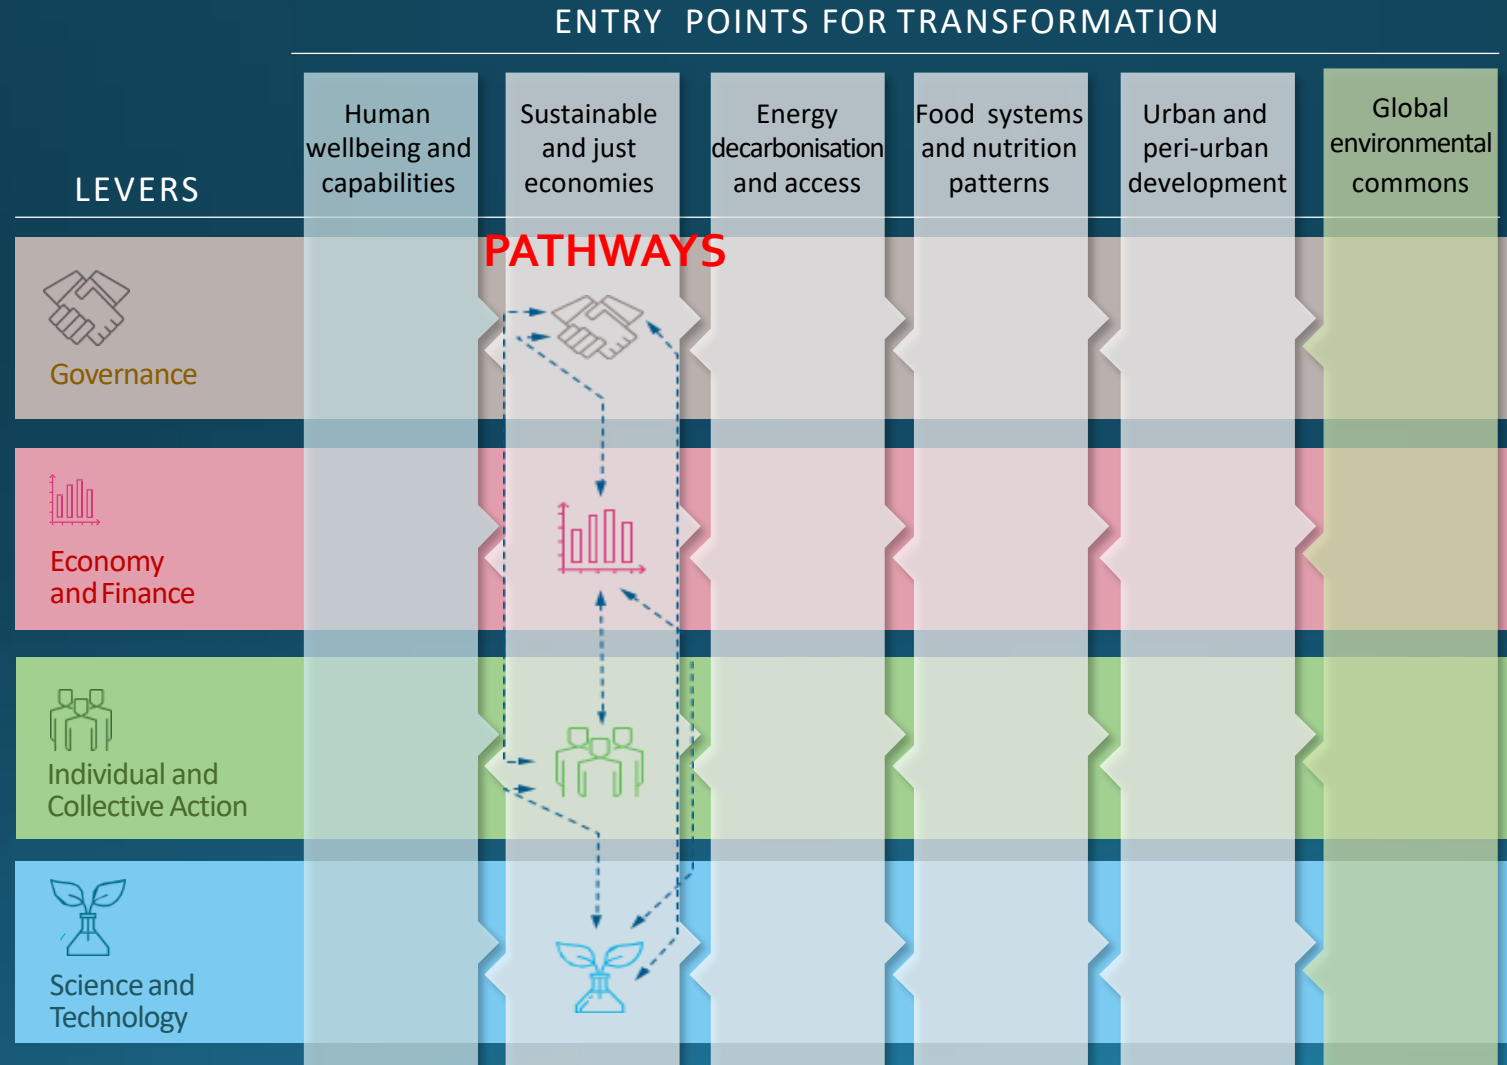 ENTRY POINTS FOR TRANSFORMATION
LEVERS
Human
wellbeing and
capabilities
Sustainable
and just
economies
Energy
decarbonisation
and access
Food systems
and nutrition
patterns
Urban and
peri-urban
development
Global
environmental
commons
PATHWAYS
Governance
Economy
and Finance
Individual and
Collective Action
Science and
Technology